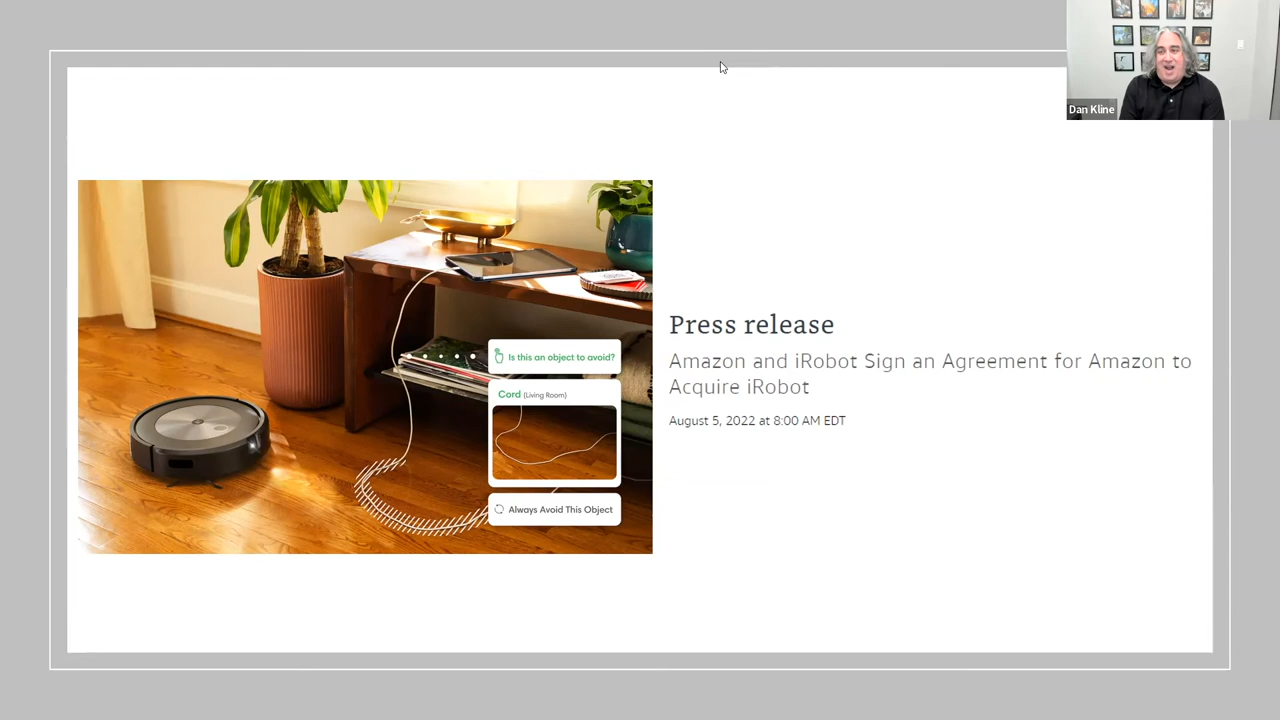 Dan Kline
Is this an object to avoid?
Cord (Living Room)
Always Avoid This Object
Press release
Amazon and iRobot Sign an Agreement for Amazon to
Acquire iRobot
August 5, 2022 at 8:00 AM EDT